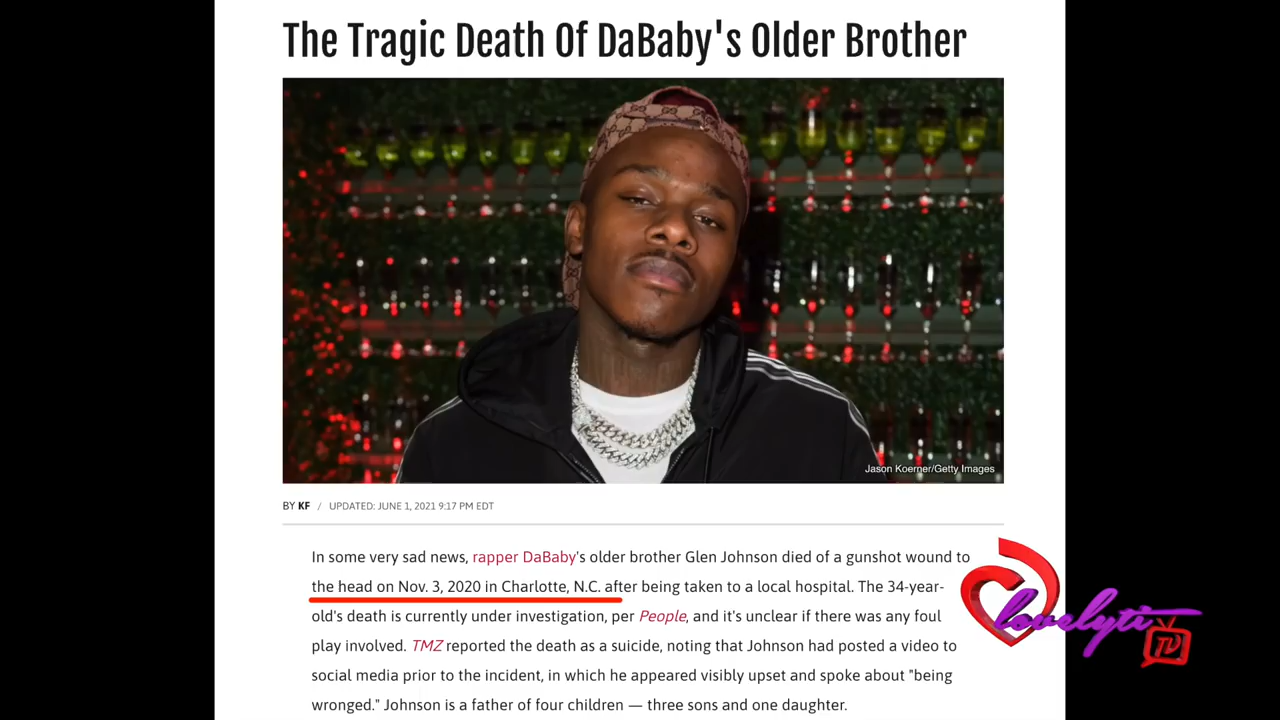 The Tragic Death Of DaBaby's Older Brother
Jason Koerner/Getty Images
BY KF / UPDATED: JUNE 1, 2021 9:17 PM EDT
In some very sad news, rapper DaBaby's older brother Glen Johnson died of a gunshot wound to
the head on Nov. 3, 2020 in Charlotte, N.C. after being taken to a local hospital. The 34-year-
old's death is currently under investigation, per People, and it's unclear if there was any foul
play involved. TMZ reported the death as a suicide, noting that Johnson had posted a video to
social media prior to the incident, in which he appeared visibly upset and spoke about "being
wronged." Johnson is a father of four children — three sons and one daughter.
lovelyti
TV